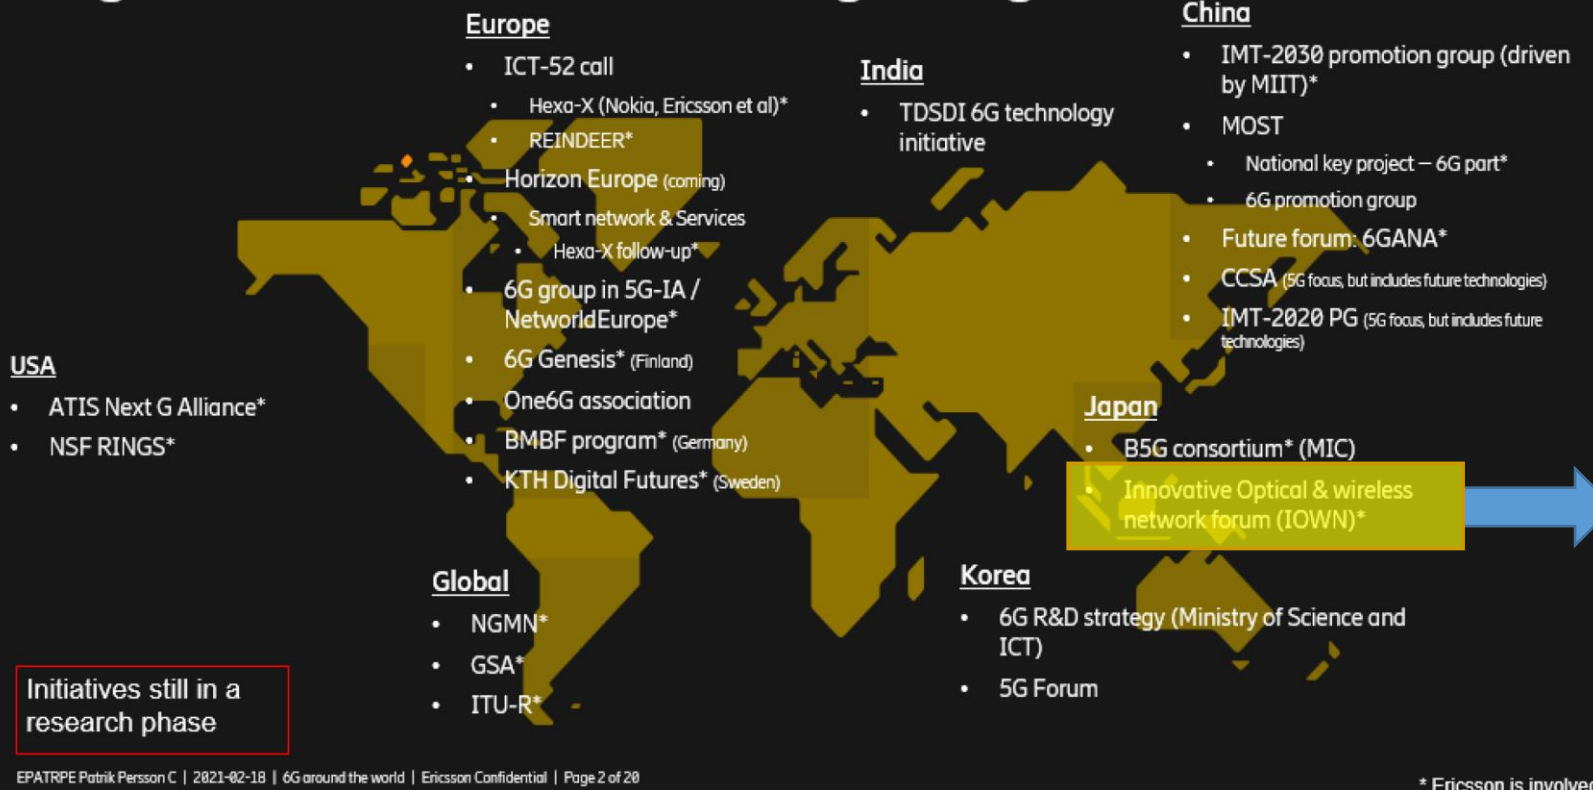 Europe
• ICT-52 call
• Hexa-X (Nokia, Ericsson et al)*
• REINDEER*
• Horizon Europe (coming)
• Smart network & Services
• Hexa-X follow-up*
• 6G group in 5G-IA /
NetworldEurope*
• 6G Genesis* (Finland)
• One6G association
• BMBF program* (Germany)
• KTH Digital Futures* (Sweden)
India
• TDSDI 6G technology
initiative
China
• IMT-2030 promotion group (driven
by MIIT)*
• MOST
• National key project – 6G part*
• 6G promotion group
• Future forum: 6GANA*
• CCSA (5G focus, but includes future technologies)
• IMT-2020 PG (5G focus, but includes future
technologies)
USA
• ATIS Next G Alliance*
• NSF RINGS*
Japan
• B5G consortium* (MIC)
• Innovative Optical & wireless
network forum (IOWN)*
Global
• NGMN*
• GSA*
• ITU-R*
Korea
• 6G R&D strategy (Ministry of Science and
ICT)
• 5G Forum
Initiatives still in a
research phase
EPATRPE Patrik Persson C | 2021-02-18 | 6G around the world | Ericsson Confidential | Page 2 of 20
* Ericsson is involved